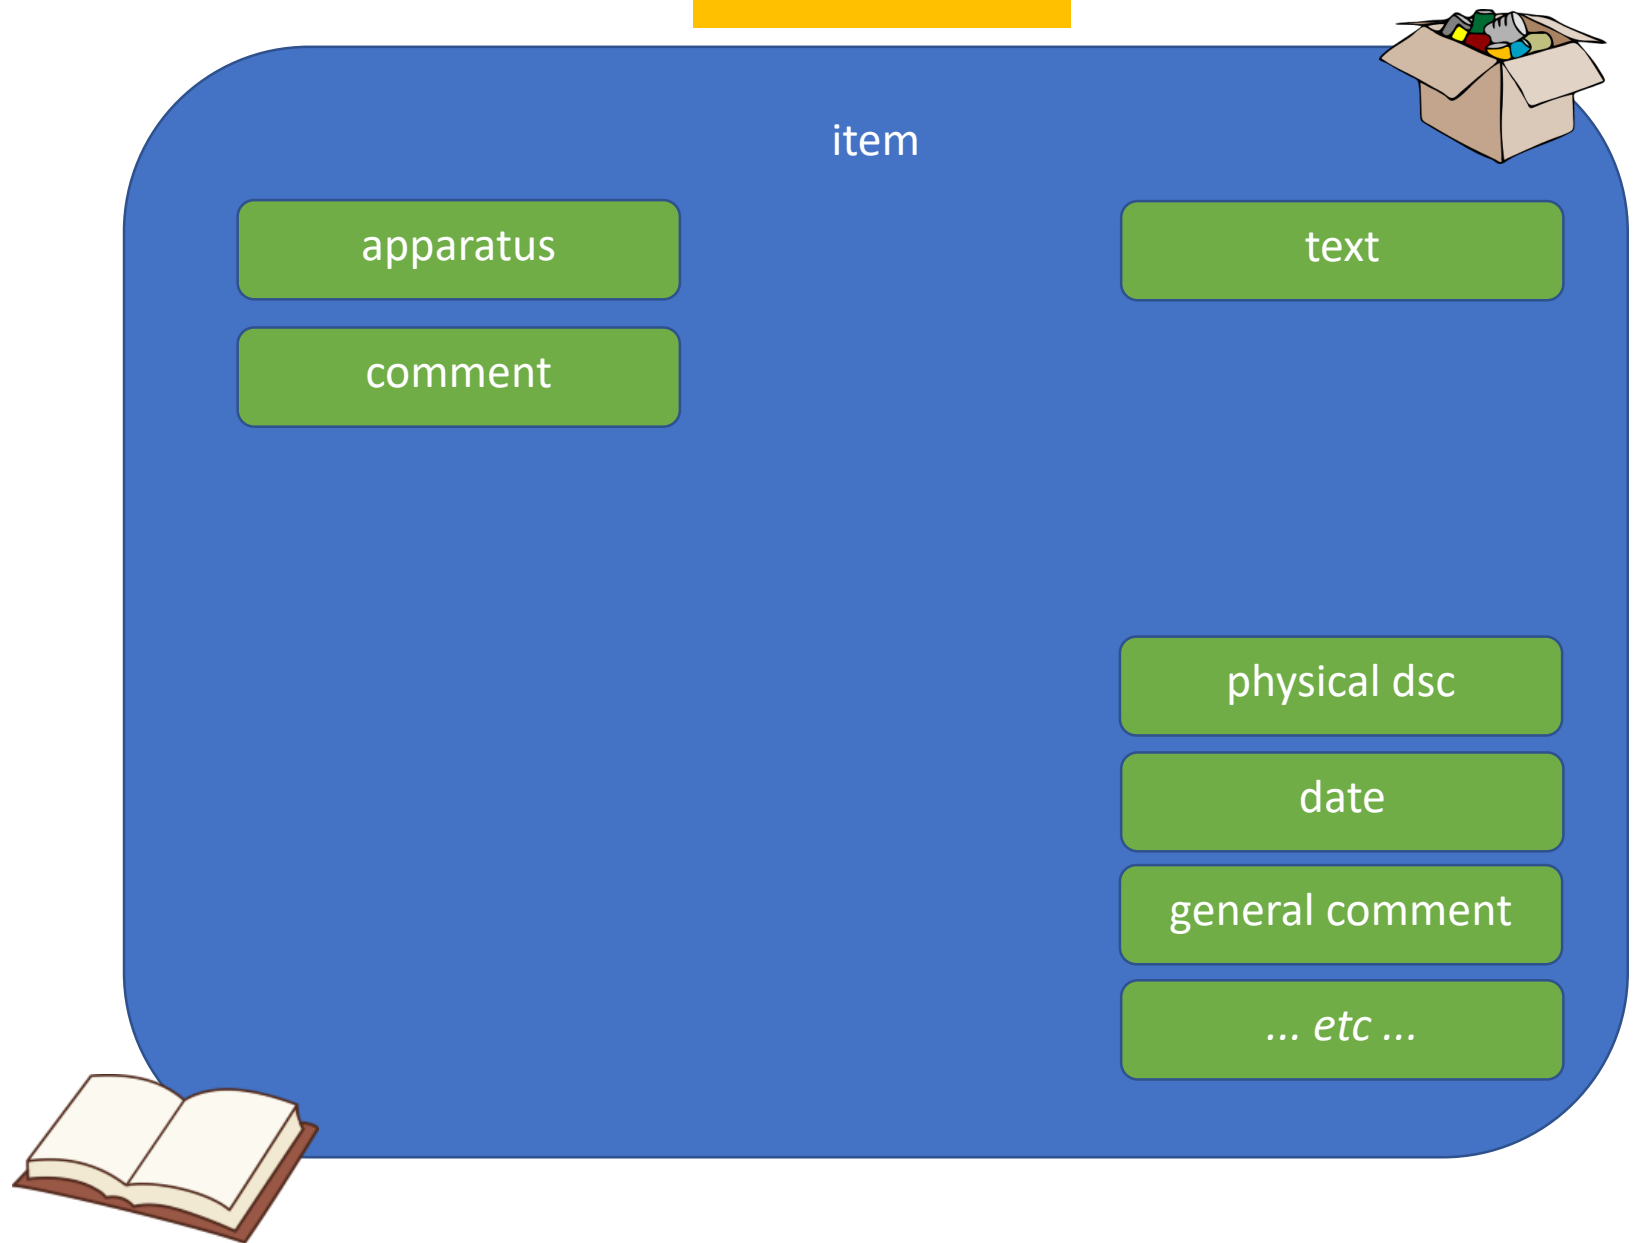 item
apparatus
text
comment
physical dsc
date
general comment
... etc ...